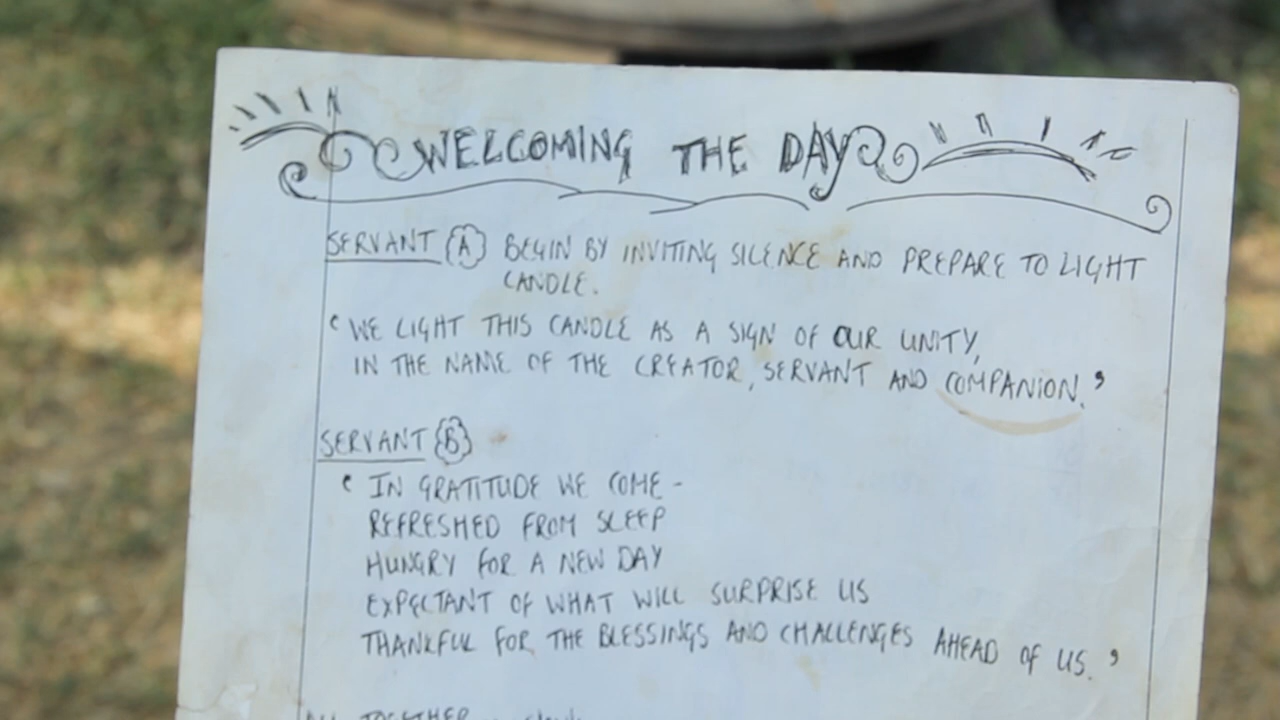 WELCOMING THE DAY
SERVANT A BEGIN BY INVITING SILENCE AND PREPARE TO LIGHT
CANDLE.
‘ WE LIGHT THIS CANDLE AS A SIGN OF OUR UNITY,
IN THE NAME OF THE CREATOR, SERVANT AND COMPANION.’
SERVANT B
‘ IN GRATITUDE WE COME -
REFRESHED FROM SLEEP
HUNGRY FOR A NEW DAY
EXPECTANT OF WHAT WILL SURPRISE US
THANKFUL FOR THE BLESSINGS AND CHALLENGES AHEAD OF US.’
ALL TOGETHER